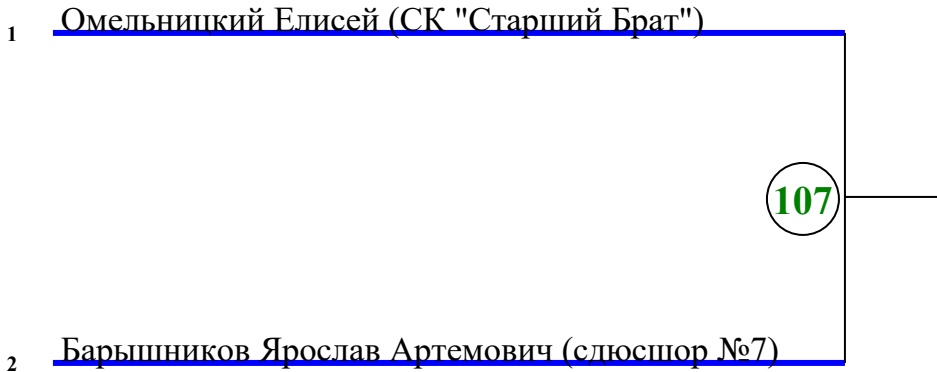 1 Омельницкий Елисей (СК "Старший Брат")
107
2 Барышников Ярослав Артемович (сдюсшор №7)